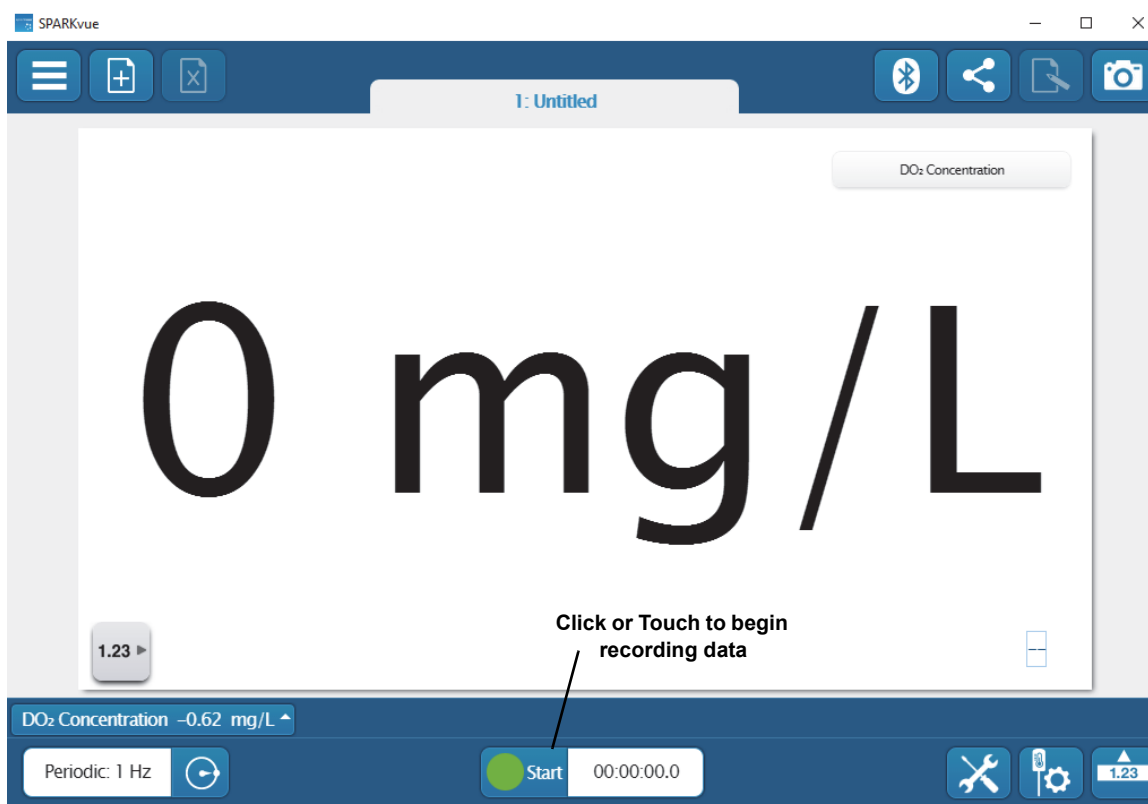 SPARKvue
1: Untitled
DO₂ Concentration
0 mg/L
Click or Touch to begin
recording data
1.23
--
DO₂ Concentration −0.62 mg/L
Periodic: 1 Hz
Start
00:00:00.0
1.23